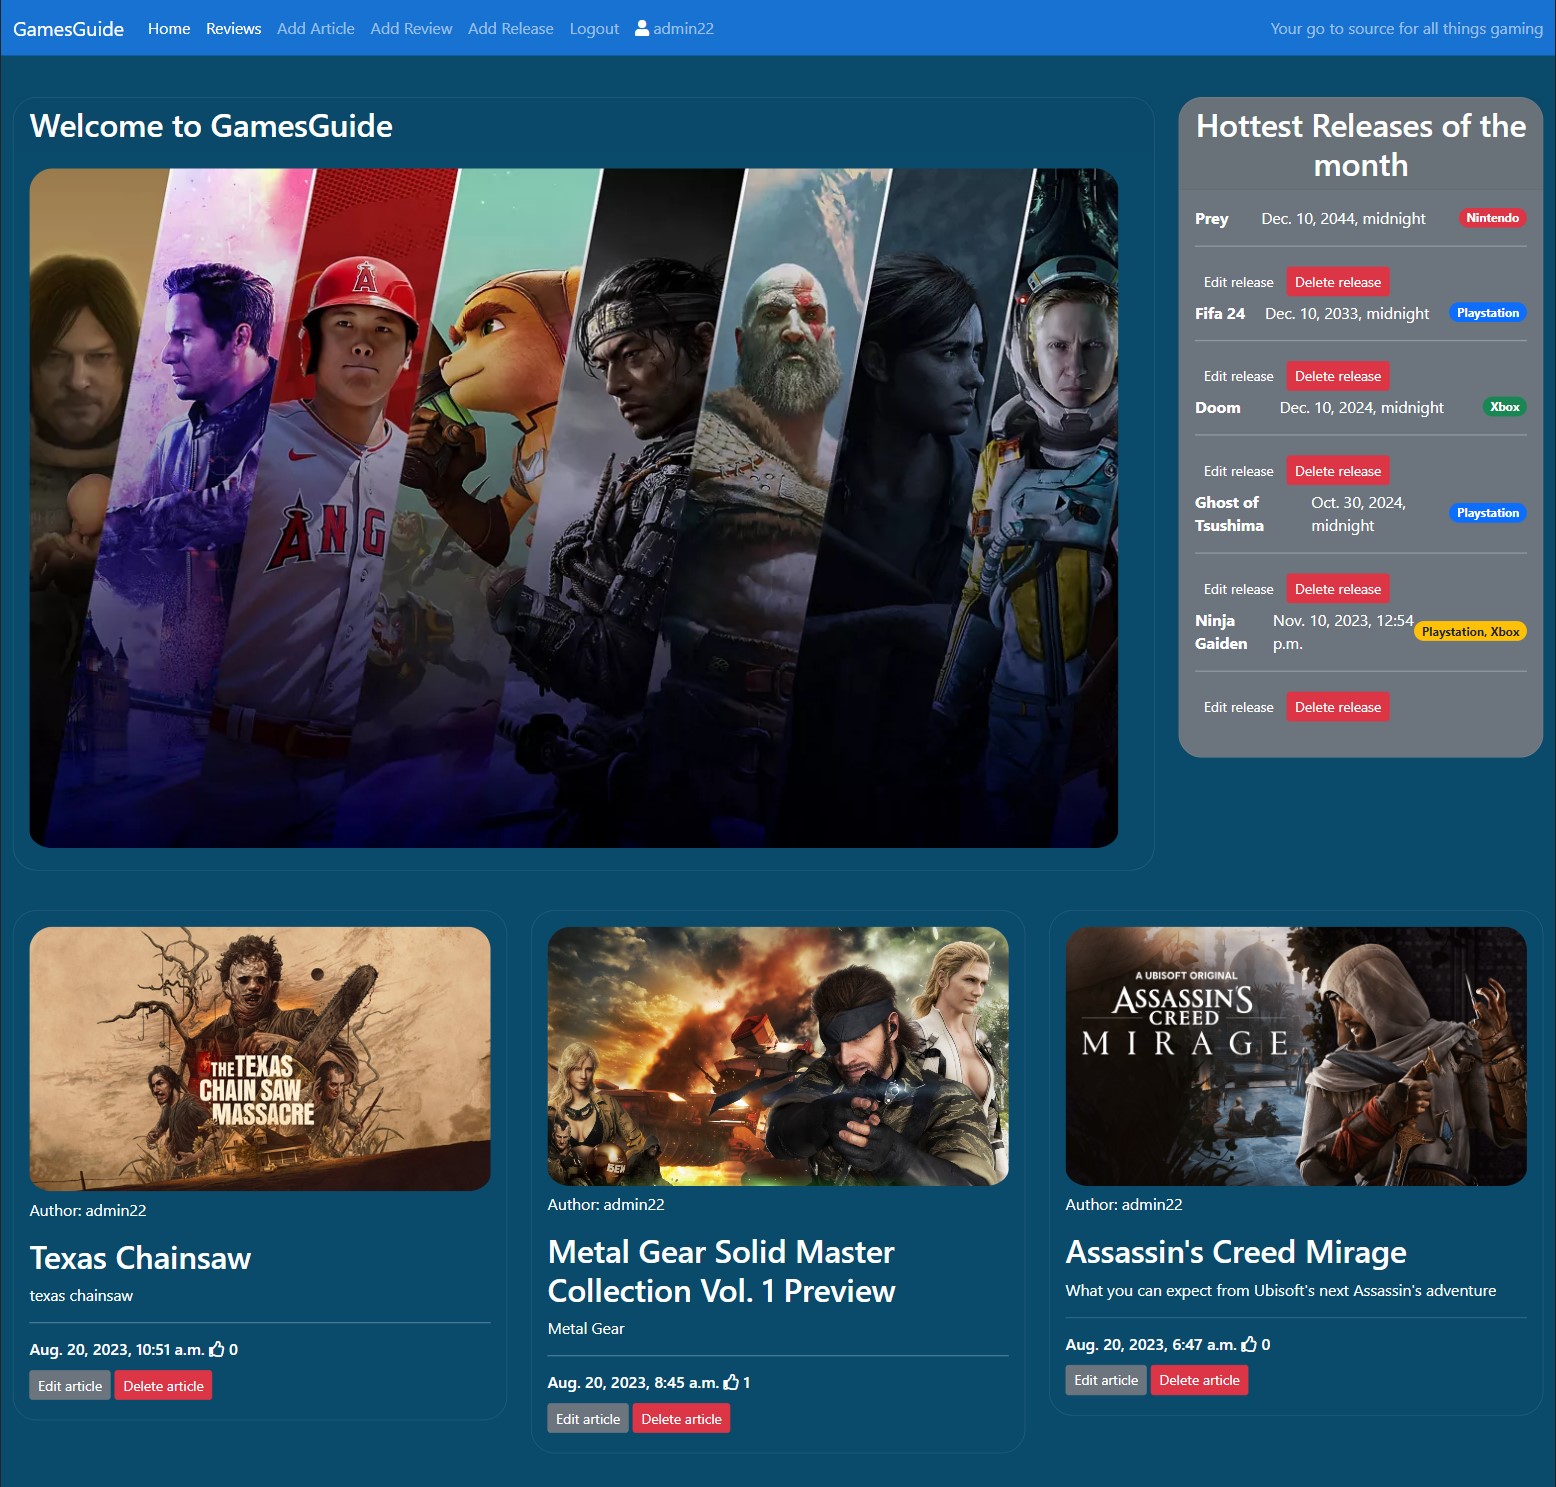 GamesGuide Home Reviews Add Article Add Review Add Release Logout admin22 Your go to source for all things gaming
Welcome to GamesGuide
A
ANG
Hottest Releases of the
month
Prey Dec. 10, 2044, midnight Nintendo
Edit release Delete release
Fifa 24 Dec. 10, 2033, midnight Playstation
Edit release Delete release
Doom Dec. 10, 2024, midnight Xbox
Edit release Delete release
Ghost of
Tsushima
Oct. 30, 2024,
midnight
Playstation
Edit release Delete release
Ninja
Gaiden
Nov. 10, 2023, 12:54
p.m.
Playstation, Xbox
Edit release Delete release
THE TEXAS
CHAIN SAW
MASSACRE
Author: admin22
Texas Chainsaw
texas chainsaw
Aug. 20, 2023, 10:51 a.m. 0
Edit article Delete article
Author: admin22
Metal Gear Solid Master
Collection Vol. 1 Preview
Metal Gear
Aug. 20, 2023, 8:45 a.m. 1
Edit article Delete article
A UBISOFT ORIGINAL
ASSASSIN'S
CREED
MIRAGE
Author: admin22
Assassin's Creed Mirage
What you can expect from Ubisoft's next Assassin's adventure
Aug. 20, 2023, 6:47 a.m. 0
Edit article Delete article